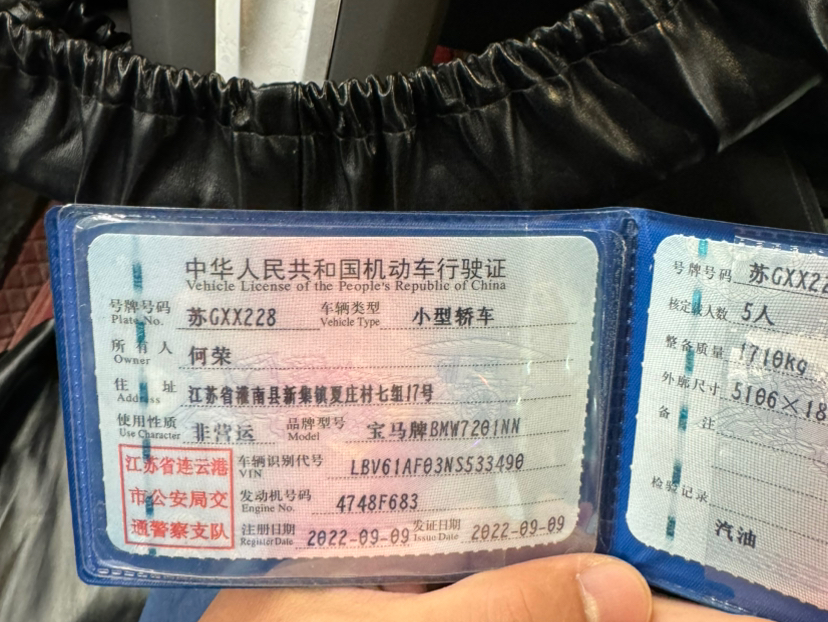 中华人民共和国机动车行驶证
Vehicle License of the People's Republic of China
号牌号码 苏GXX228 车辆类型 小型轿车
Plate No. Vehicle Type
所有人 何荣
Owner
住址 江苏省灌南县新集镇夏庄村七组17号
Address
使用性质 非营运 品牌型号 宝马牌BMW7201NN
Use Character Model
江苏省连云港
市公安局交
通警察支队
车辆识别代号 LBV61AF03NS533490
VIN
发动机号码 4748F683
Engine No.
注册日期 2022-09-09 发证日期 2022-09-09
Register Date Issue Date
号牌号码 苏GXX22
核定载人数 5人
整备质量 1710kg
外廓尺寸 5106×18
备注
检验记录
汽油